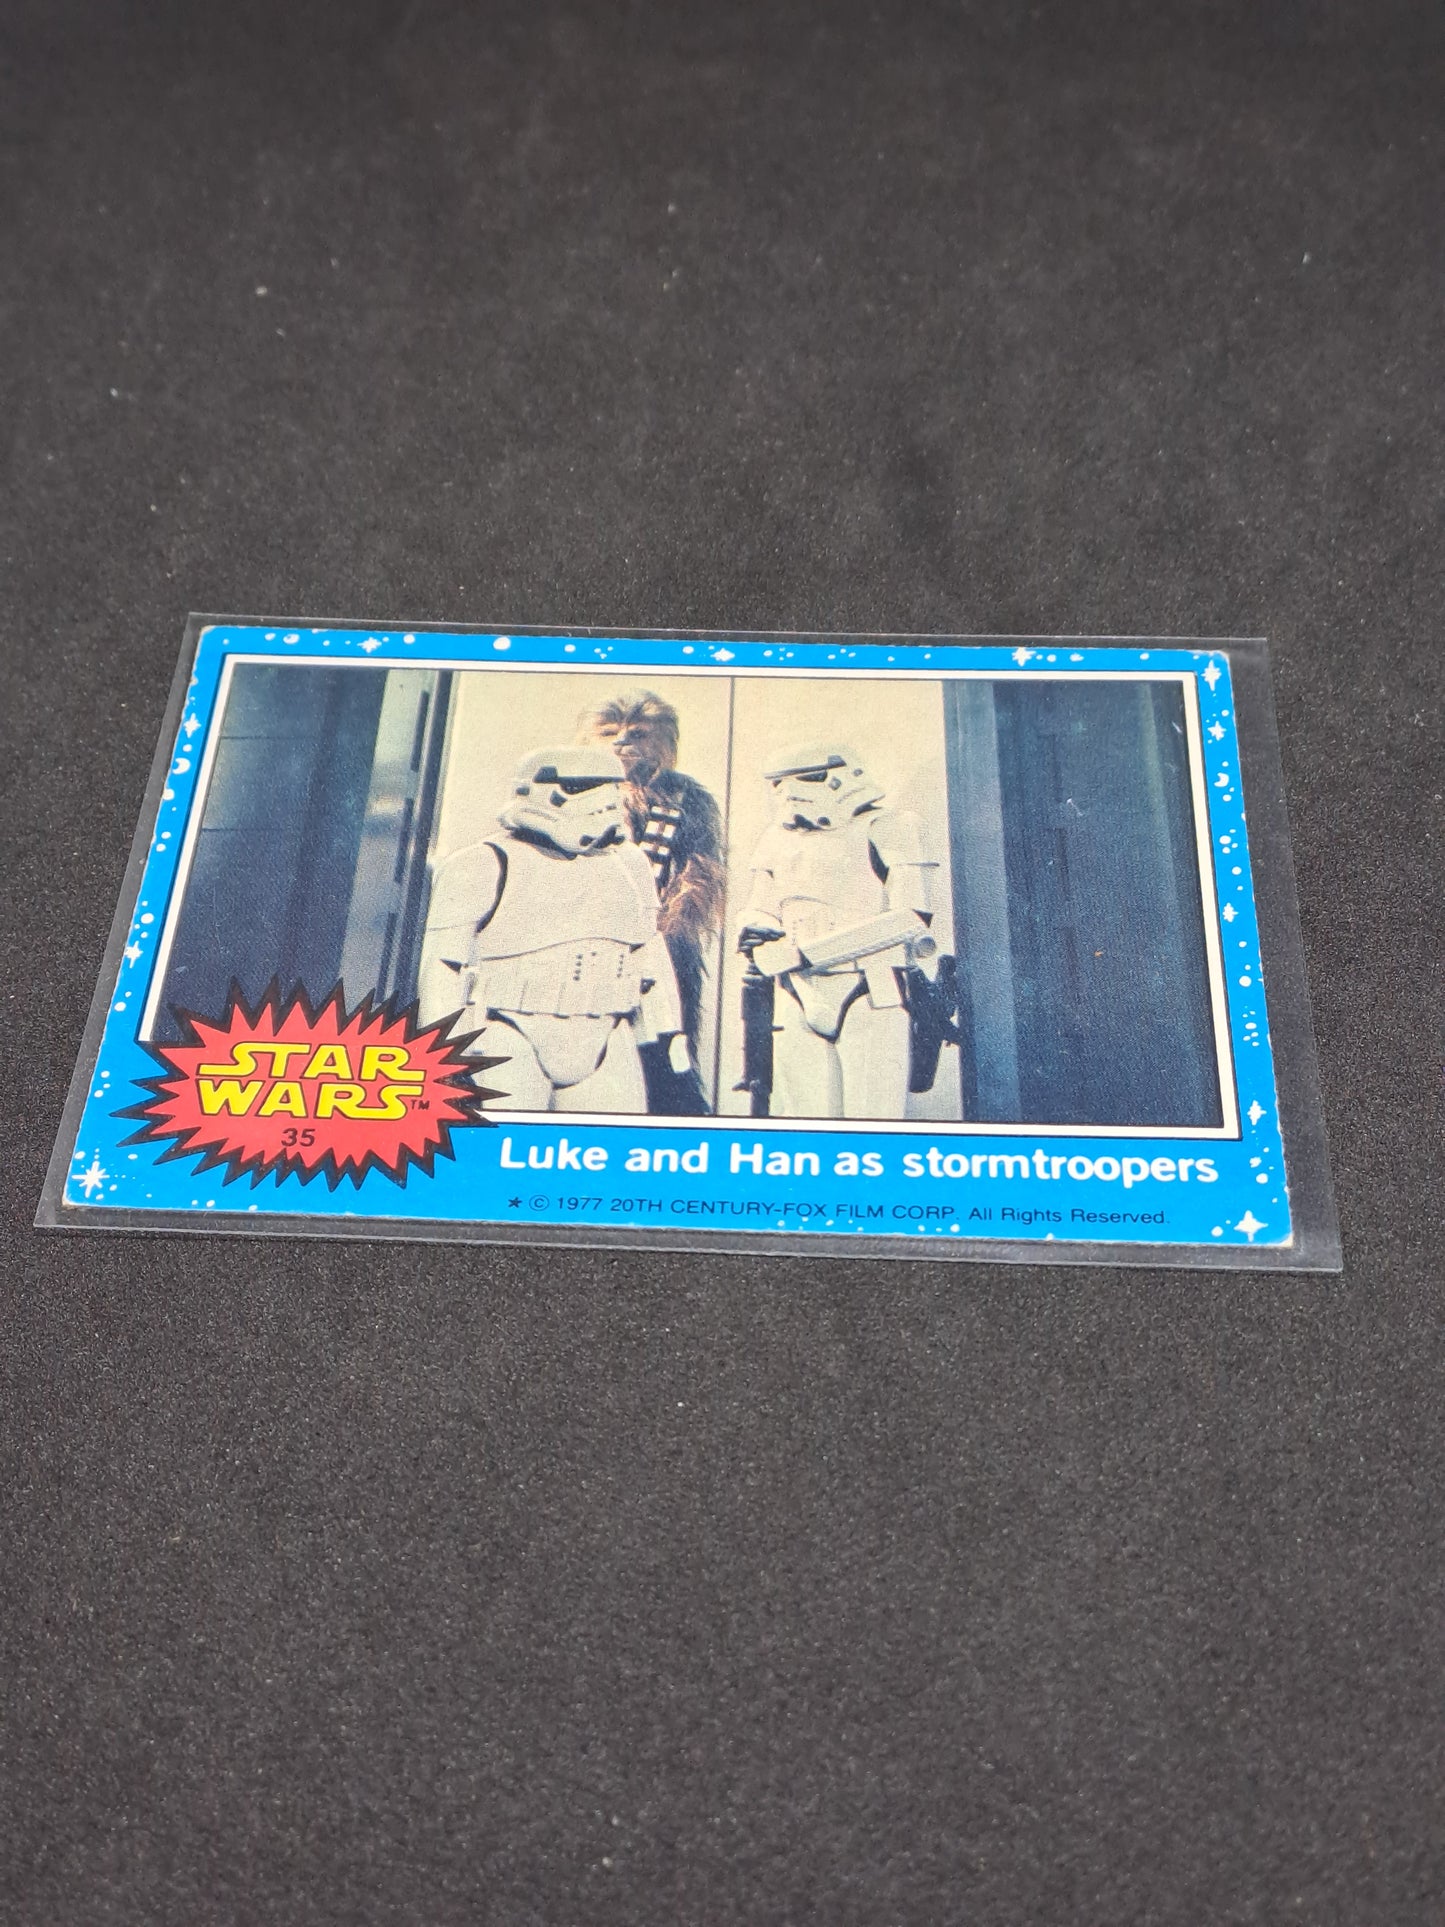 STAR
WARS™
35
Luke and Han as stormtroopers
★ © 1977 20TH CENTURY-FOX FILM CORP. All Rights Reserved.